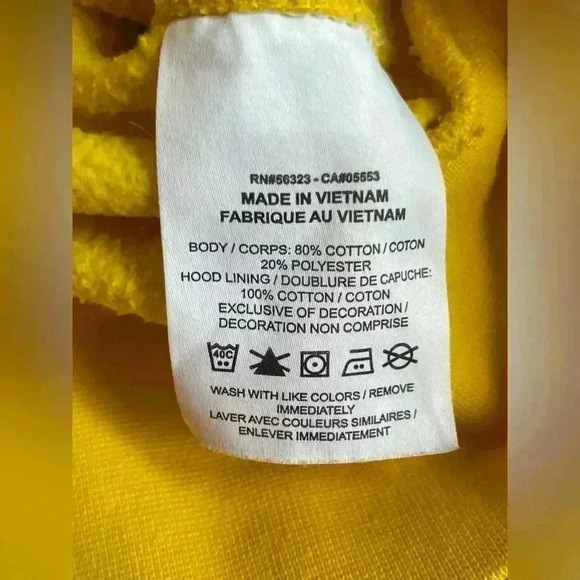 RN#56323 - CA#05553
MADE IN VIETNAM
FABRIQUE AU VIETNAM
BODY / CORPS: 80% COTTON / COTON
20% POLYESTER
HOOD LINING / DOUBLURE DE CAPUCHE:
100% COTTON / COTON
EXCLUSIVE OF DECORATION /
DECORATION NON COMPRISE
40C
WASH WITH LIKE COLORS / REMOVE
IMMEDIATELY
LAVER AVEC COULEURS SIMILAIRES /
ENLEVER IMMEDIATEMENT